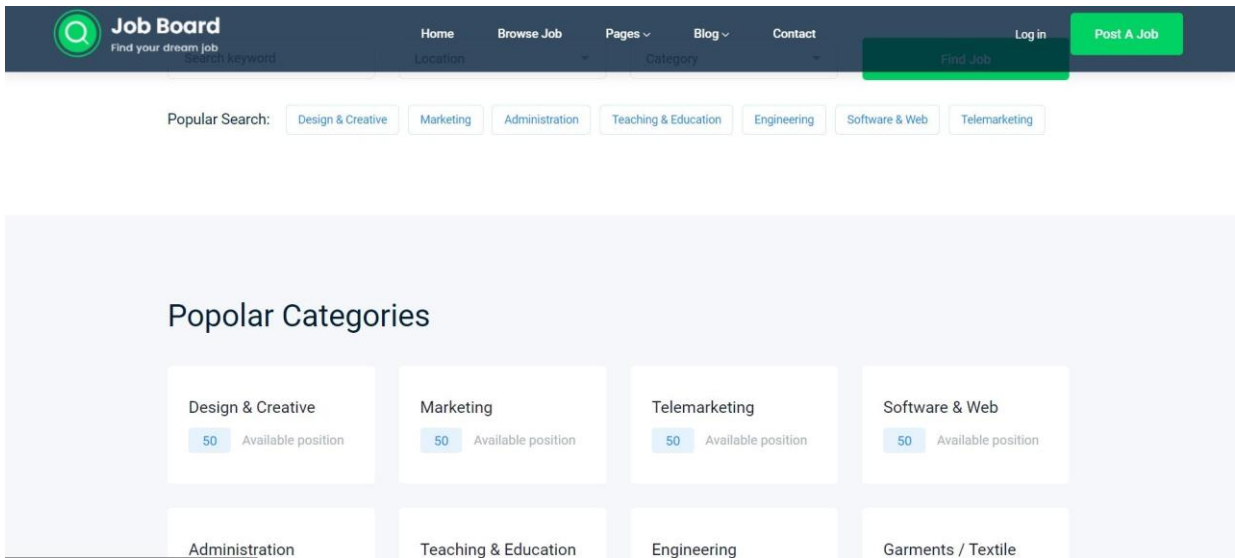 Job Board
Find your dream job
Home Browse Job Pages Blog Contact Log in Post A Job
Search keyword Location Category Find Job
Popular Search: Design & Creative Marketing Administration Teaching & Education Engineering Software & Web Telemarketing
Popolar Categories
Design & Creative Marketing Telemarketing Software & Web
50 Available position 50 Available position 50 Available position 50 Available position
Administration Teaching & Education Engineering Garments / Textile